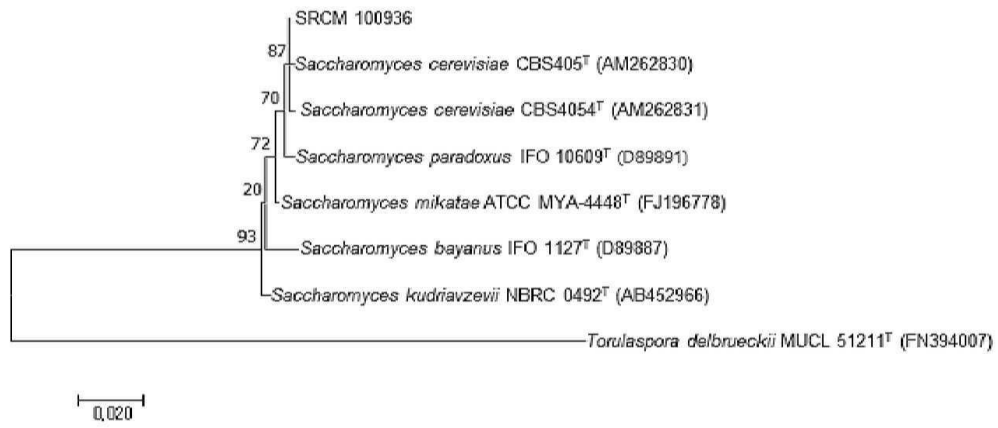 SRCM 100936
87
Saccharomyces cerevisiae CBS405ᵀ (AM262830)
Saccharomyces cerevisiae CBS4054ᵀ (AM262831)
70
Saccharomyces paradoxus IFO 10609ᵀ (D89891)
72
Saccharomyces mikatae ATCC MYA-4448ᵀ (FJ196778)
20
Saccharomyces bayanus IFO 1127ᵀ (D89887)
93
Saccharomyces kudriavzevii NBRC 0492ᵀ (AB452966)
Torulaspora delbrueckii MUCL 51211ᵀ (FN394007)
0,020